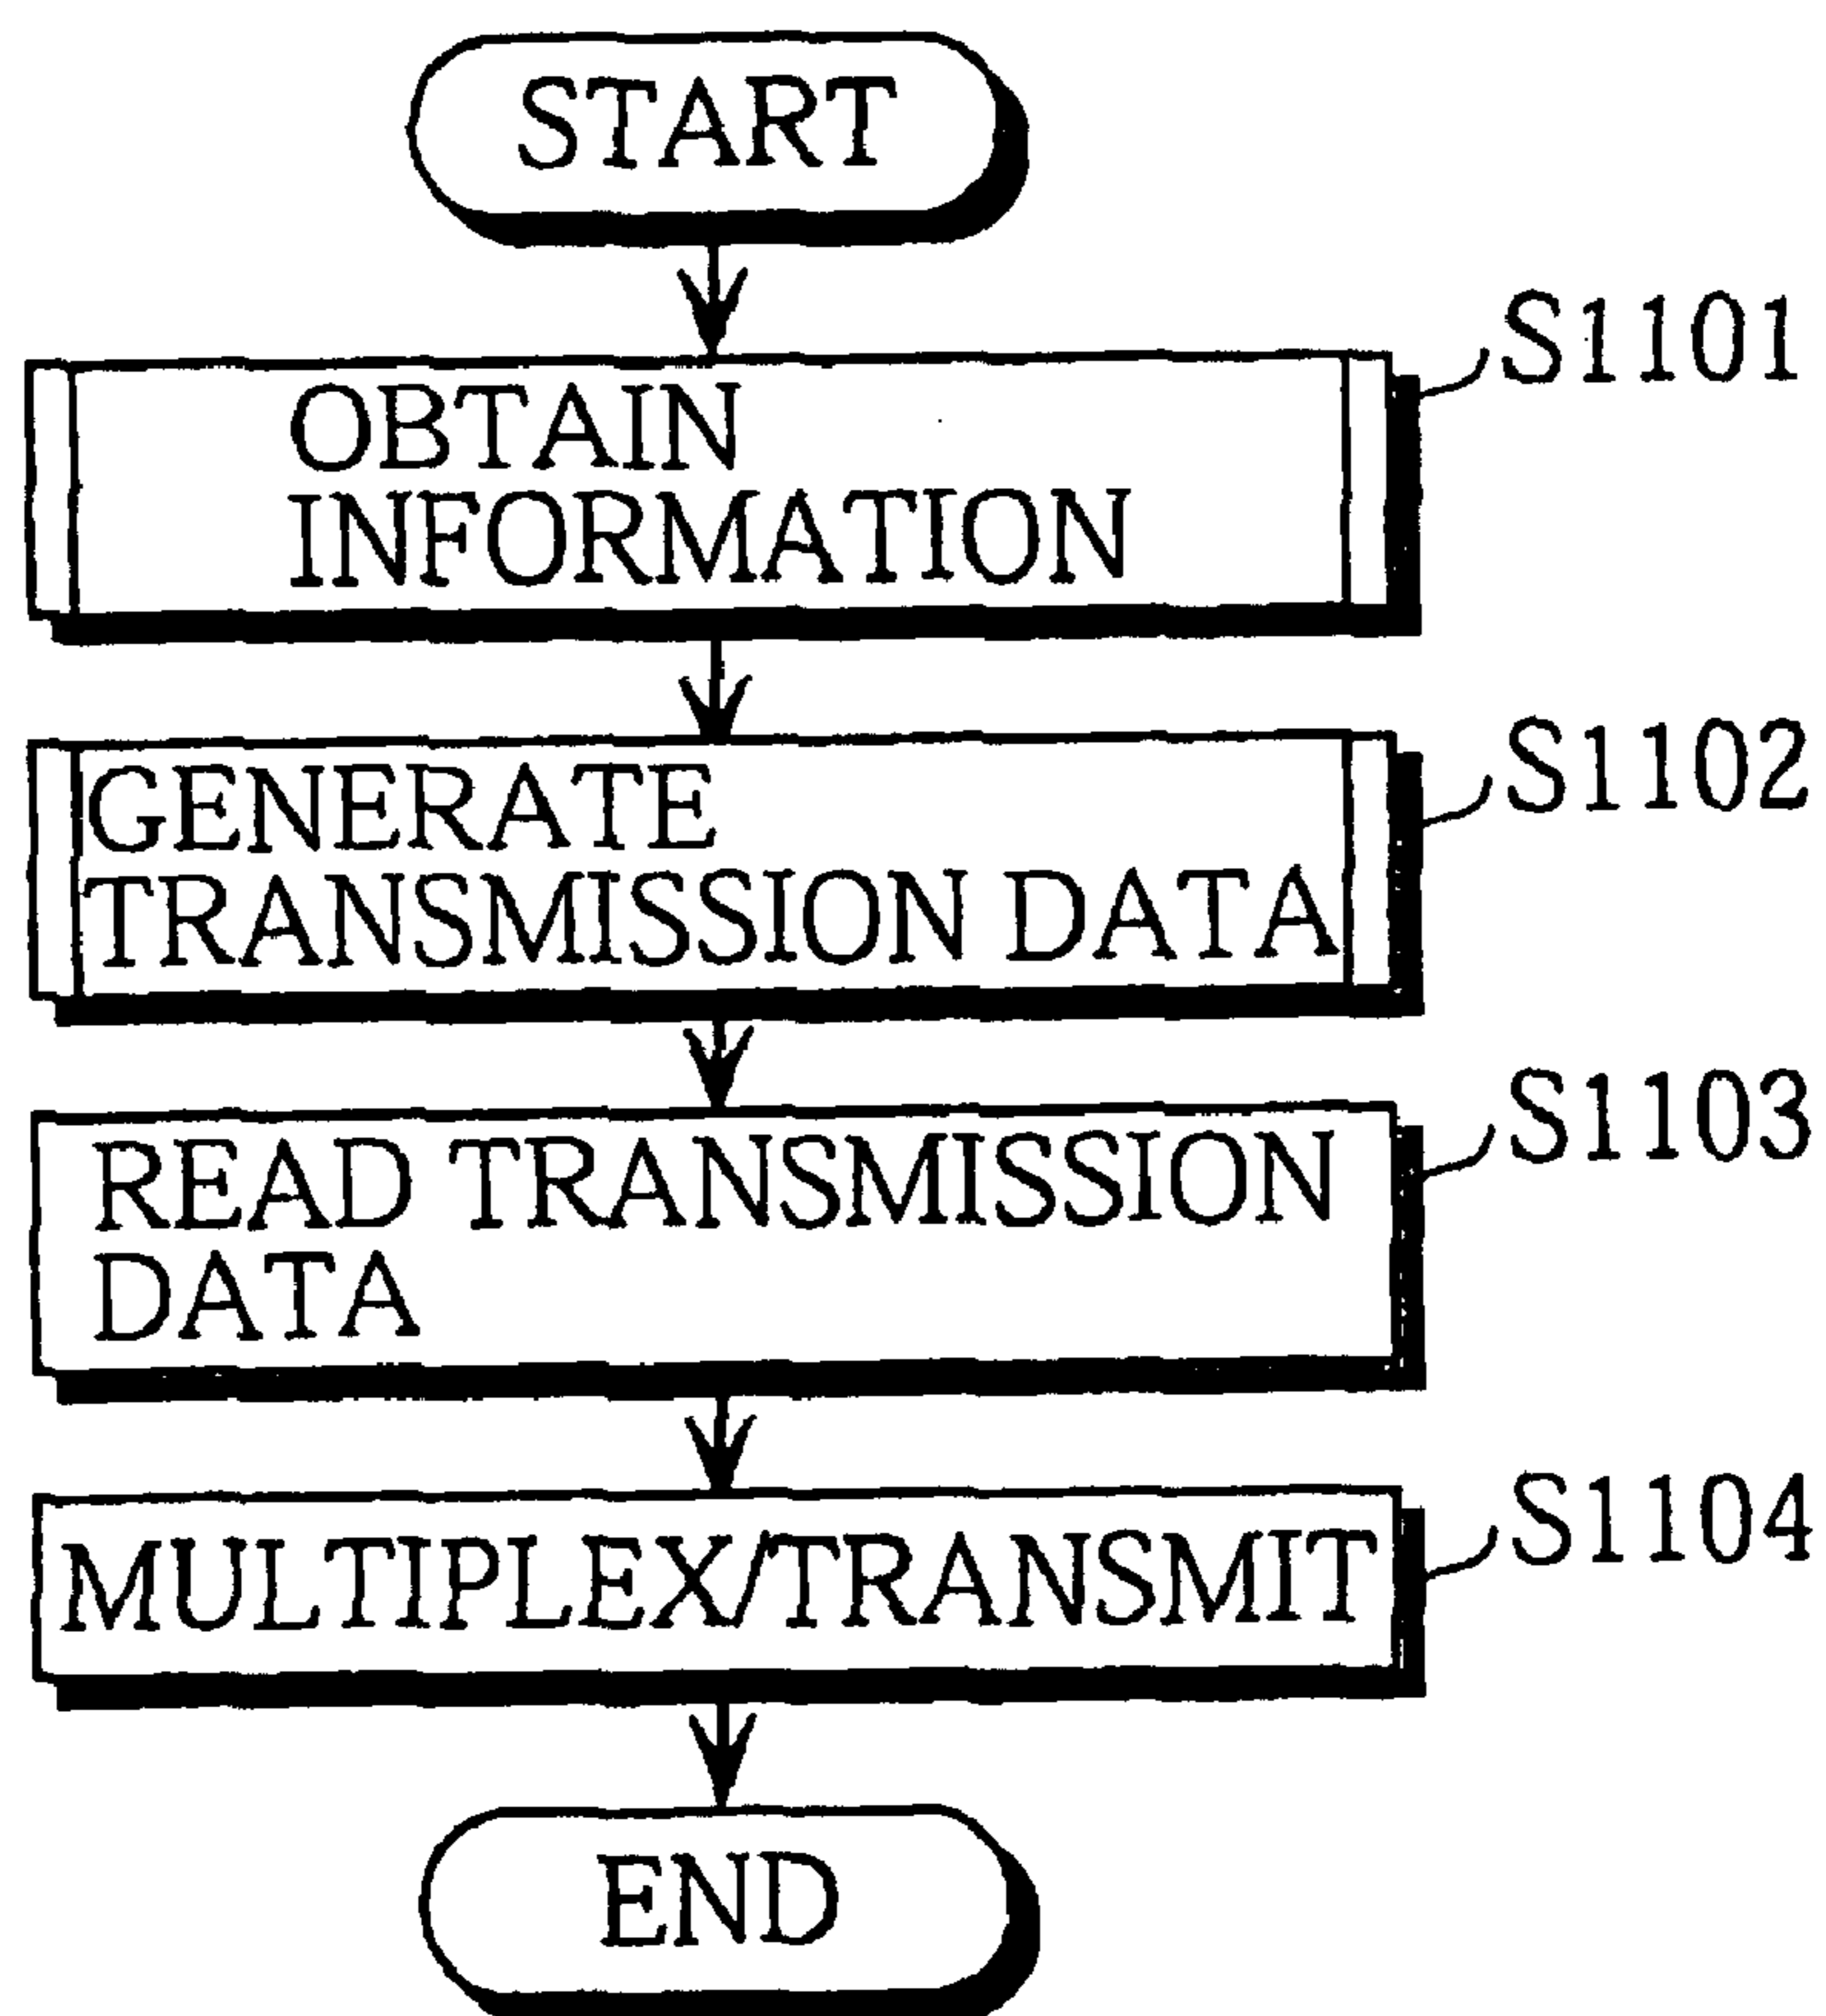 START
S1101
OBTAIN
INFORMATION
S1102
GENERATE
TRANSMISSION DATA
S1103
READ TRANSMISSION
DATA
S1104
MULTIPLEX/TRANSMIT
END